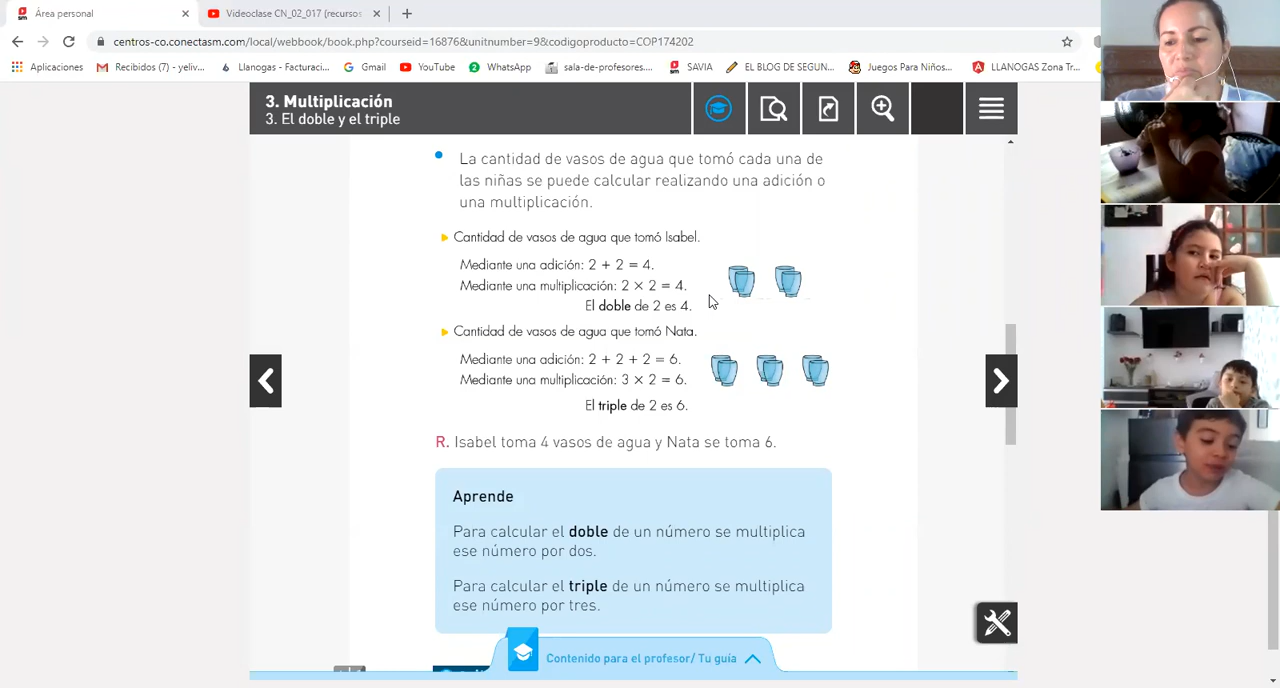 Área personal
Videoclase CN_02_017 (recursos
centros-co.conectasm.com/local/webbook/book.php?courseid=16876&unitnumber=9&codigoproducto=COP174202
Aplicaciones
Recibidos (7) - yeliv...
Llanogas - Facturaci...
Gmail
YouTube
WhatsApp
sala-de-profesores....
SAVIA
EL BLOG DE SEGUN...
Juegos Para Niños...
LLANOGAS Zona Tr...
3. Multiplicación
3. El doble y el triple
La cantidad de vasos de agua que tomó cada una de
las niñas se puede calcular realizando una adición o
una multiplicación.
Cantidad de vasos de agua que tomó Isabel.
Mediante una adición: 2 + 2 = 4.
Mediante una multiplicación: 2 × 2 = 4.
El doble de 2 es 4.
Cantidad de vasos de agua que tomó Nata.
Mediante una adición: 2 + 2 + 2 = 6.
Mediante una multiplicación: 3 × 2 = 6.
El triple de 2 es 6.
R. Isabel toma 4 vasos de agua y Nata se toma 6.
Aprende
Para calcular el doble de un número se multiplica
ese número por dos.
Para calcular el triple de un número se multiplica
ese número por tres.
Contenido para el profesor/ Tu guía